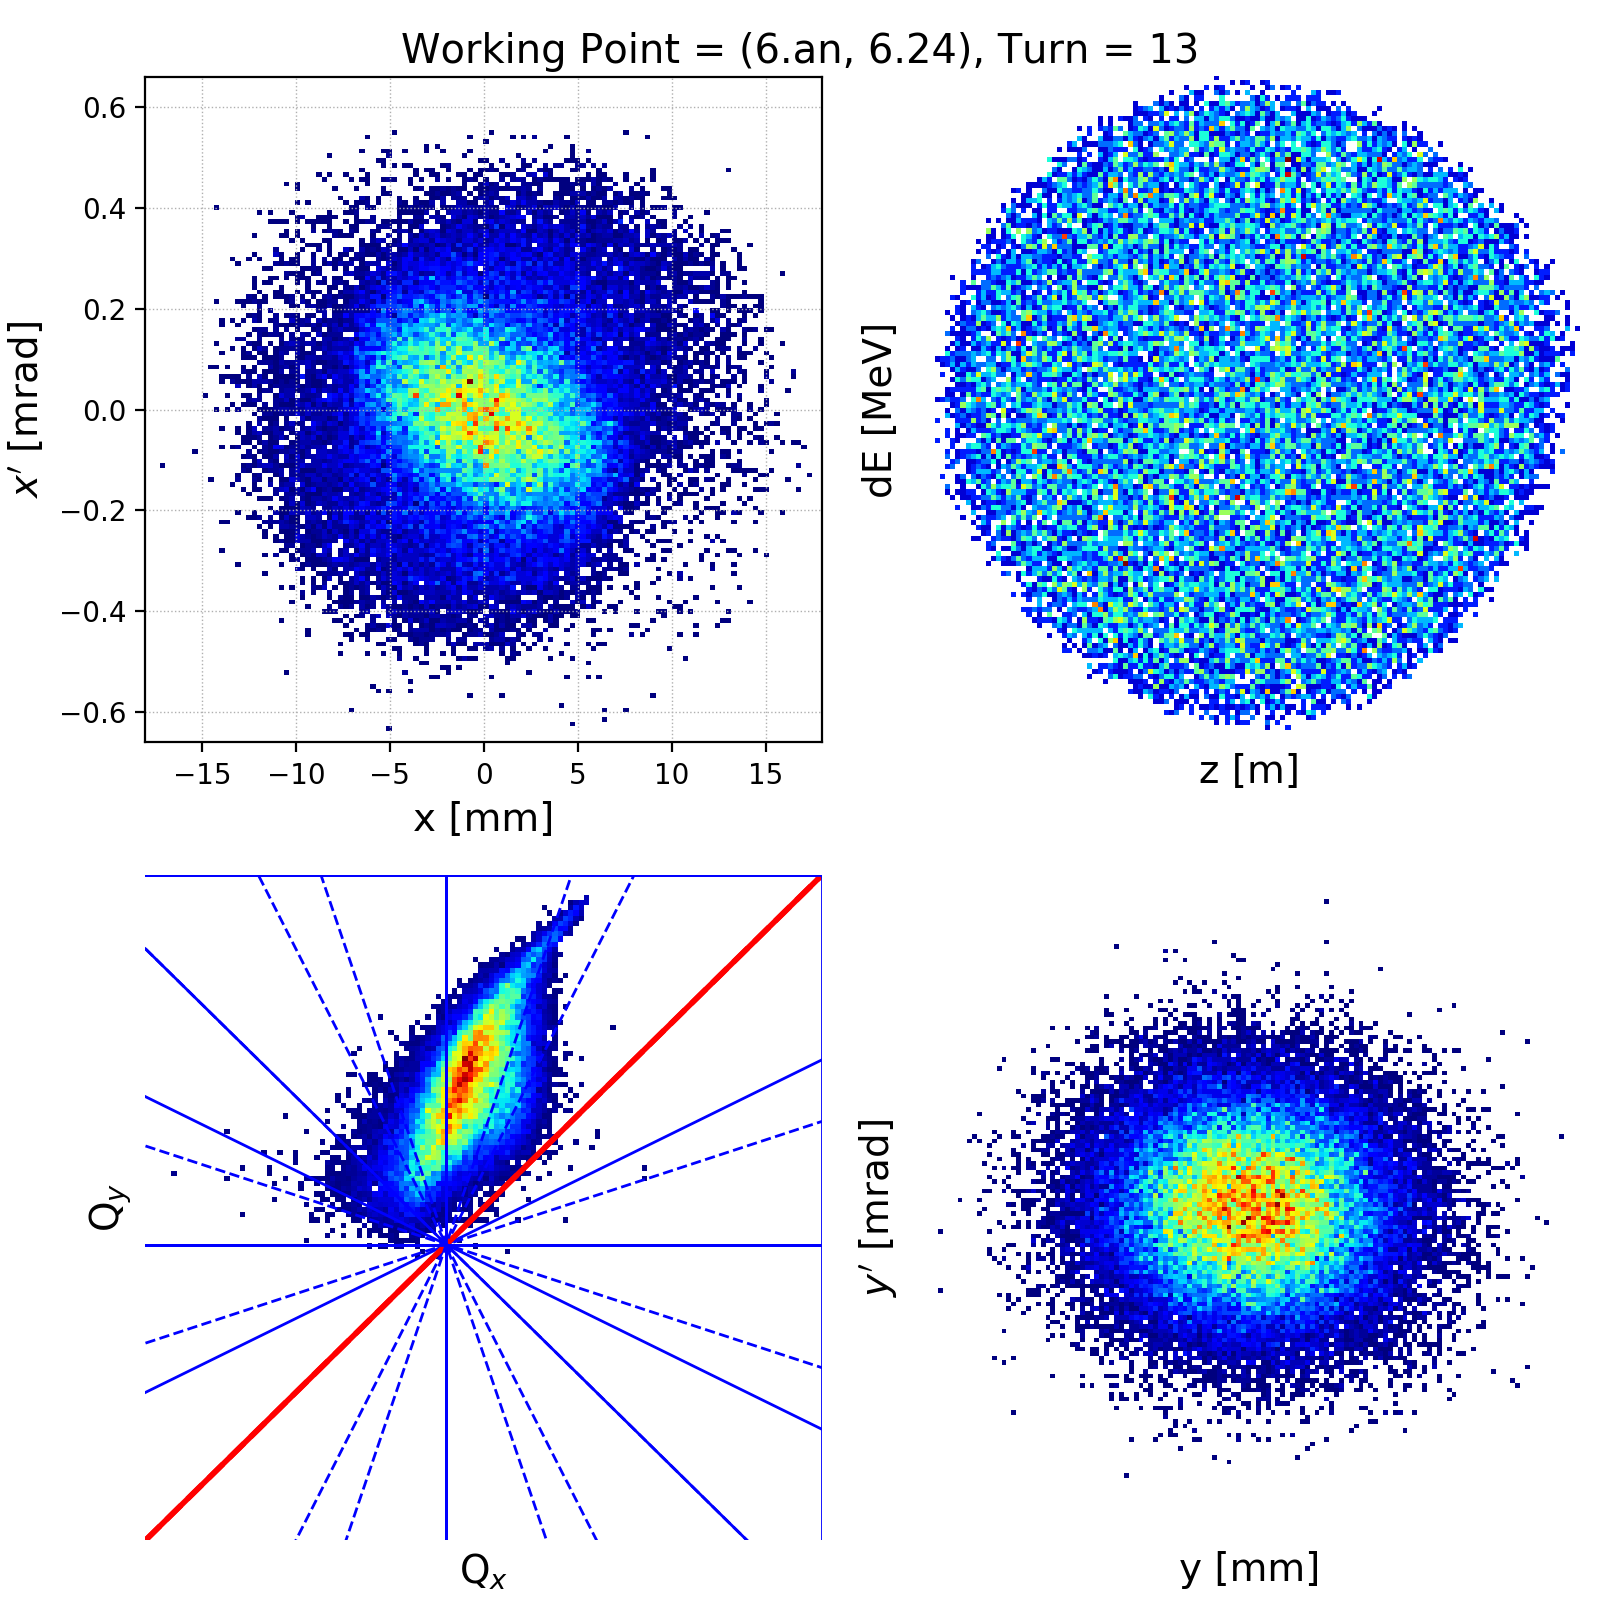 Working Point = (6.an, 6.24), Turn = 13
0.6
0.4
0.2
0.0
−0.2
−0.4
−0.6
x′ [mrad]
−15 −10 −5 0 5 10 15
x [mm]
dE [MeV]
z [m]
Qy
Qx
y′ [mrad]
y [mm]